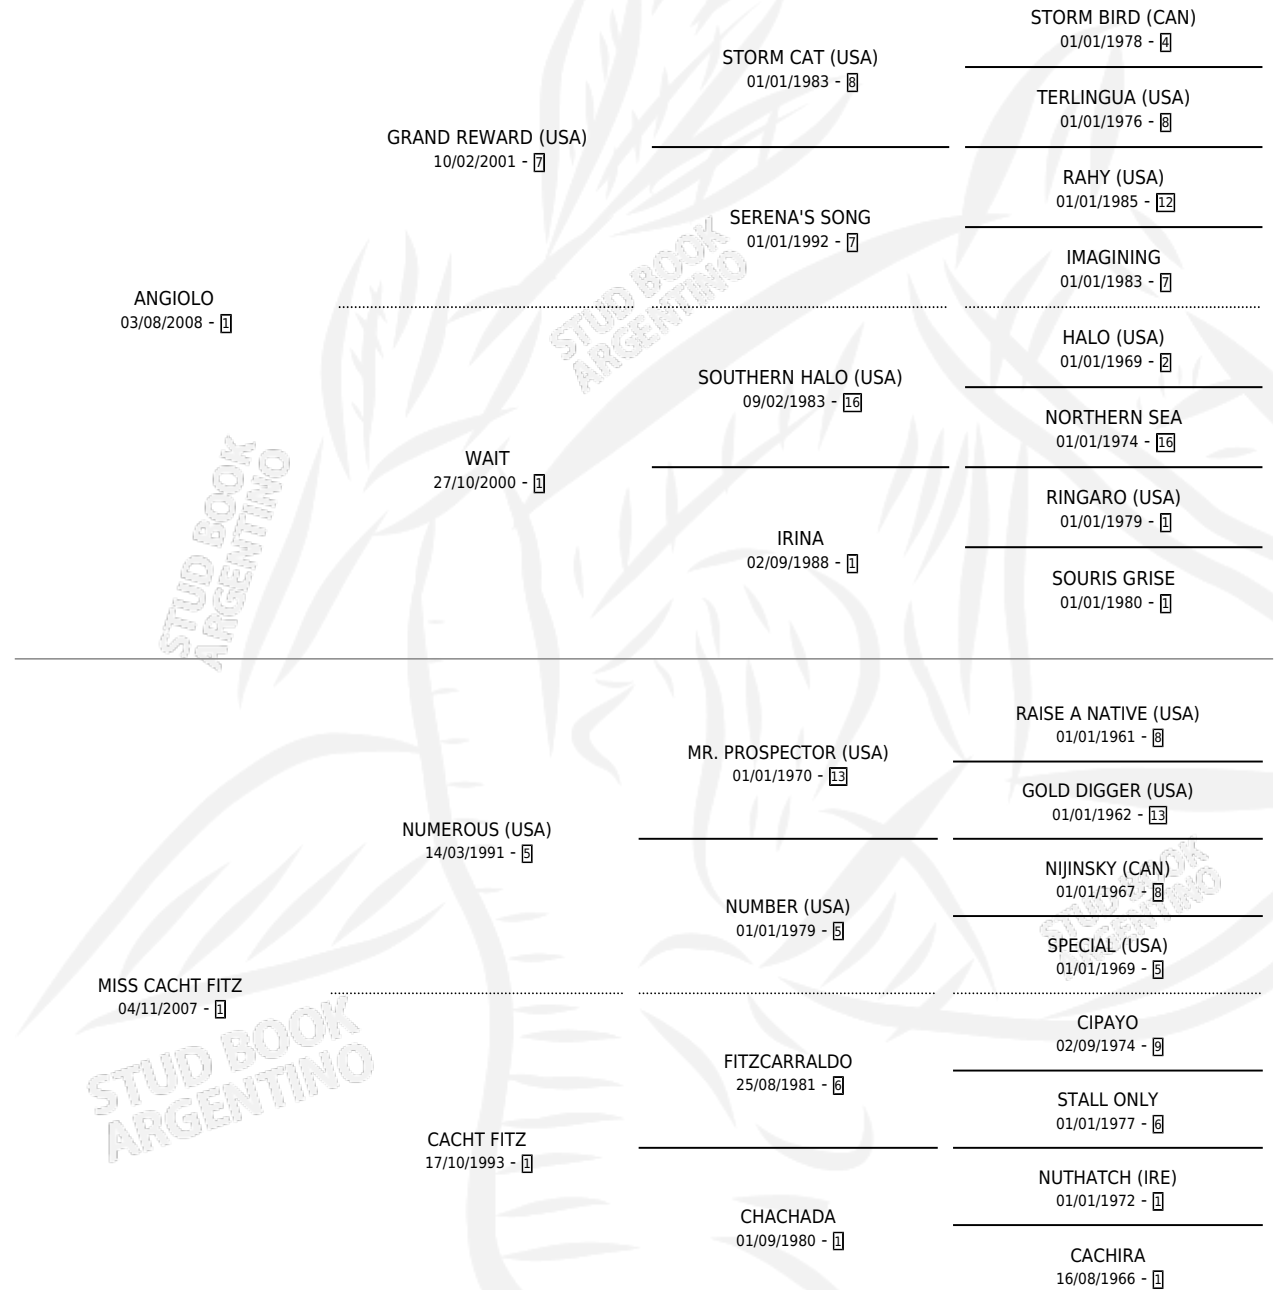 STORM BIRD (CAN)
01/01/1978 - 4
STORM CAT (USA)
01/01/1983 - 8
TERLINGUA (USA)
01/01/1976 - 8
GRAND REWARD (USA)
10/02/2001 - 7
RAHY (USA)
01/01/1985 - 12
SERENA'S SONG
01/01/1992 - 7
IMAGINING
01/01/1983 - 7
ANGIOLO
03/08/2008 - 1
STUD BOOK
ARGENTINO
HALO (USA)
01/01/1969 - 2
SOUTHERN HALO (USA)
09/02/1983 - 16
NORTHERN SEA
01/01/1974 - 16
WAIT
27/10/2000 - 1
RINGARO (USA)
01/01/1979 - 1
IRINA
02/09/1988 - 1
SOURIS GRISE
01/01/1980 - 1
STUD BOOK
ARGENTINO
RAISE A NATIVE (USA)
01/01/1961 - 8
MR. PROSPECTOR (USA)
01/01/1970 - 13
GOLD DIGGER (USA)
01/01/1962 - 13
NUMEROUS (USA)
14/03/1991 - 5
NIJINSKY (CAN)
01/01/1967 - 8
NUMBER (USA)
01/01/1979 - 5
SPECIAL (USA)
01/01/1969 - 5
STUD BOOK
ARGENTINO
MISS CACHT FITZ
04/11/2007 - 1
CIPAYO
02/09/1974 - 9
FITZCARRALDO
25/08/1981 - 6
STALL ONLY
01/01/1977 - 6
STUD BOOK
ARGENTINO
CACHT FITZ
17/10/1993 - 1
NUTHATCH (IRE)
01/01/1972 - 1
CHACHADA
01/09/1980 - 1
CACHIRA
16/08/1966 - 1